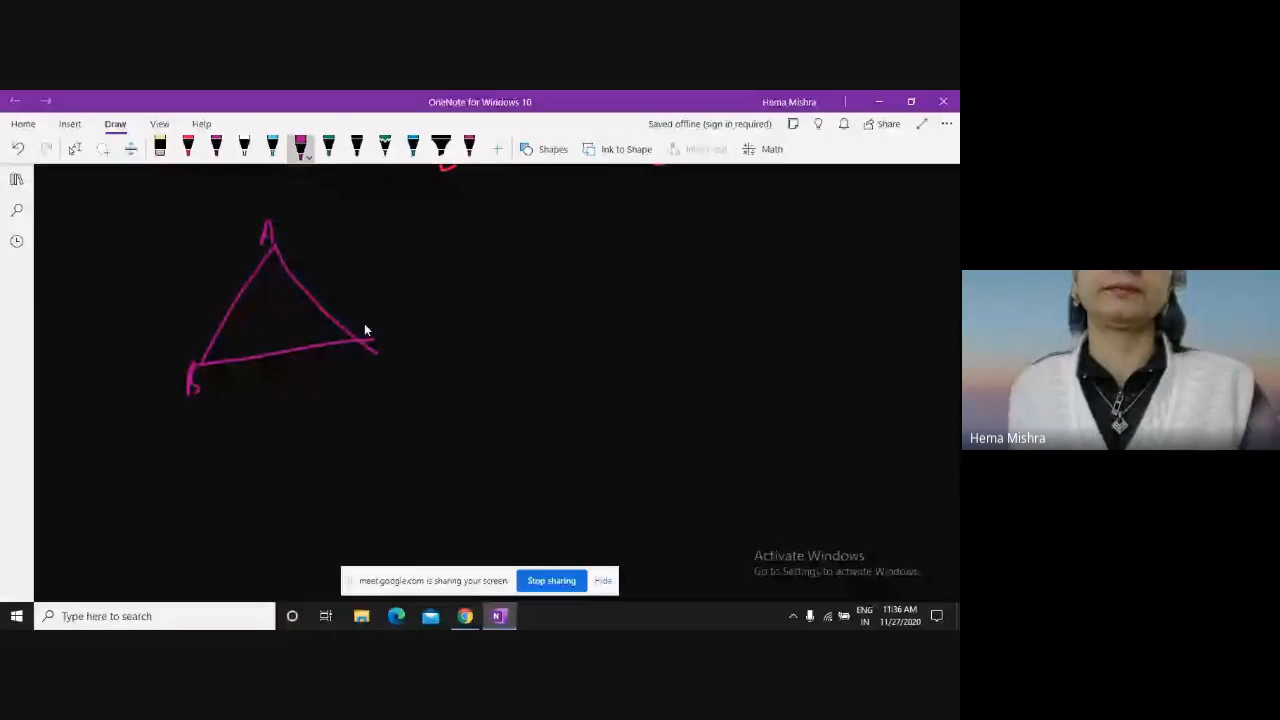 OneNote for Windows 10
Hema Mishra
Home Insert Draw View Help
Saved offline (sign in required)
Share
Shapes
Ink to Shape
Math
A
B
Hema Mishra
Activate Windows
Go to Settings to activate Windows.
meet.google.com is sharing your screen
Stop sharing
Hide
Type here to search
N
ENG
IN
11:36 AM
11/27/2020